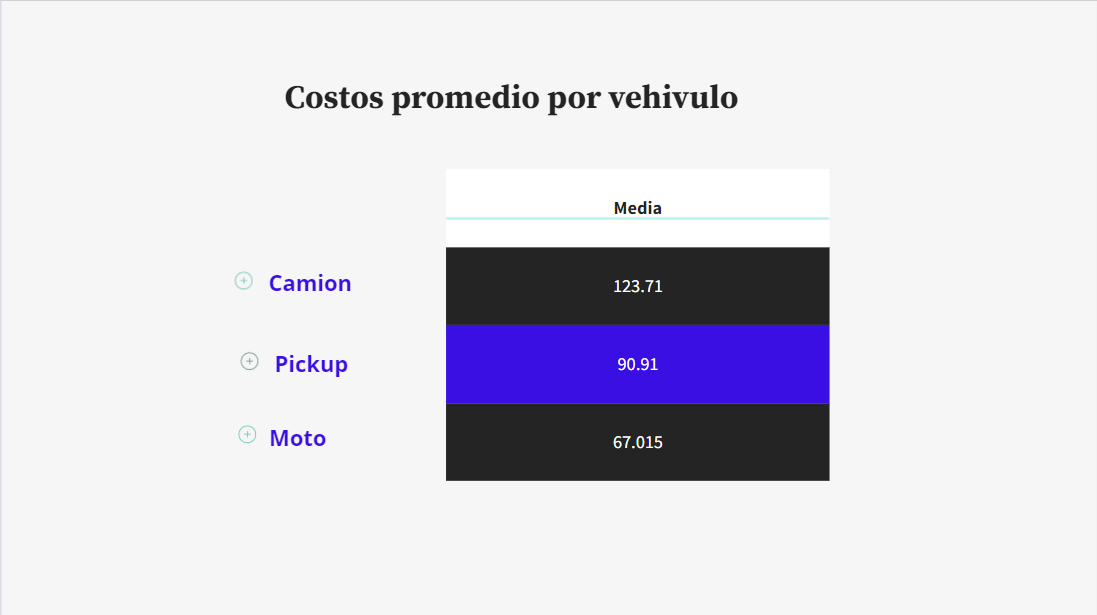 Costos promedio por vehivulo
Media
Camion 123.71
Pickup 90.91
Moto 67.015